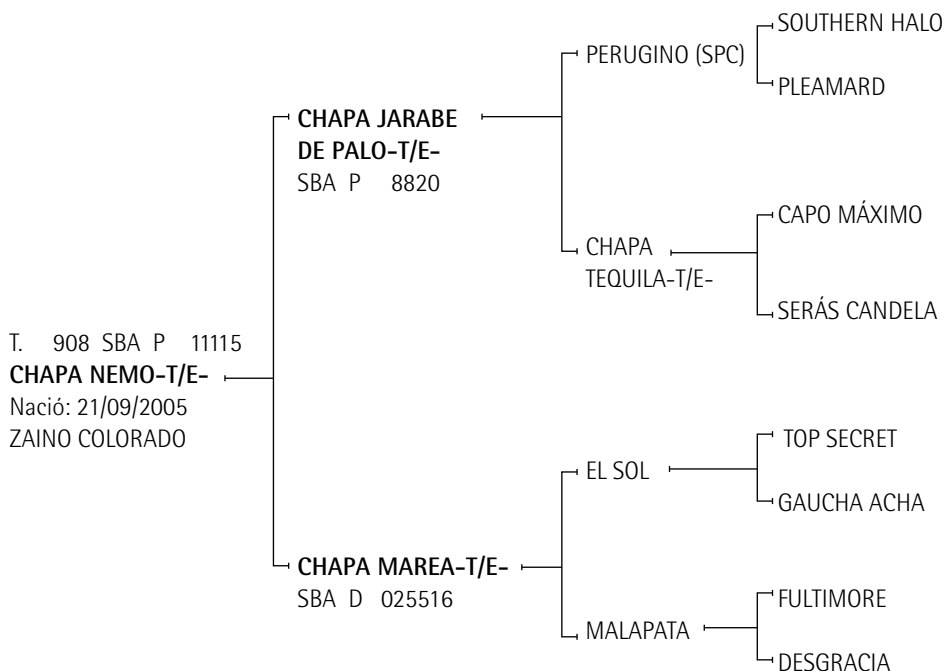 SOUTHERN HALO
PERUGINO (SPC)
PLEAMARD
CHAPA JARABE
DE PALO-T/E-
SBA P 8820
CAPO MÁXIMO
CHAPA
TEQUILA-T/E-
SERÁS CANDELA
T. 908 SBA P 11115
CHAPA NEMO-T/E-
Nació: 21/09/2005
ZAINO COLORADO
TOP SECRET
EL SOL
GAUCHA ACHA
CHAPA MAREA-T/E-
SBA D 025516
FULTIMORE
MALAPATA
DESGRACIA